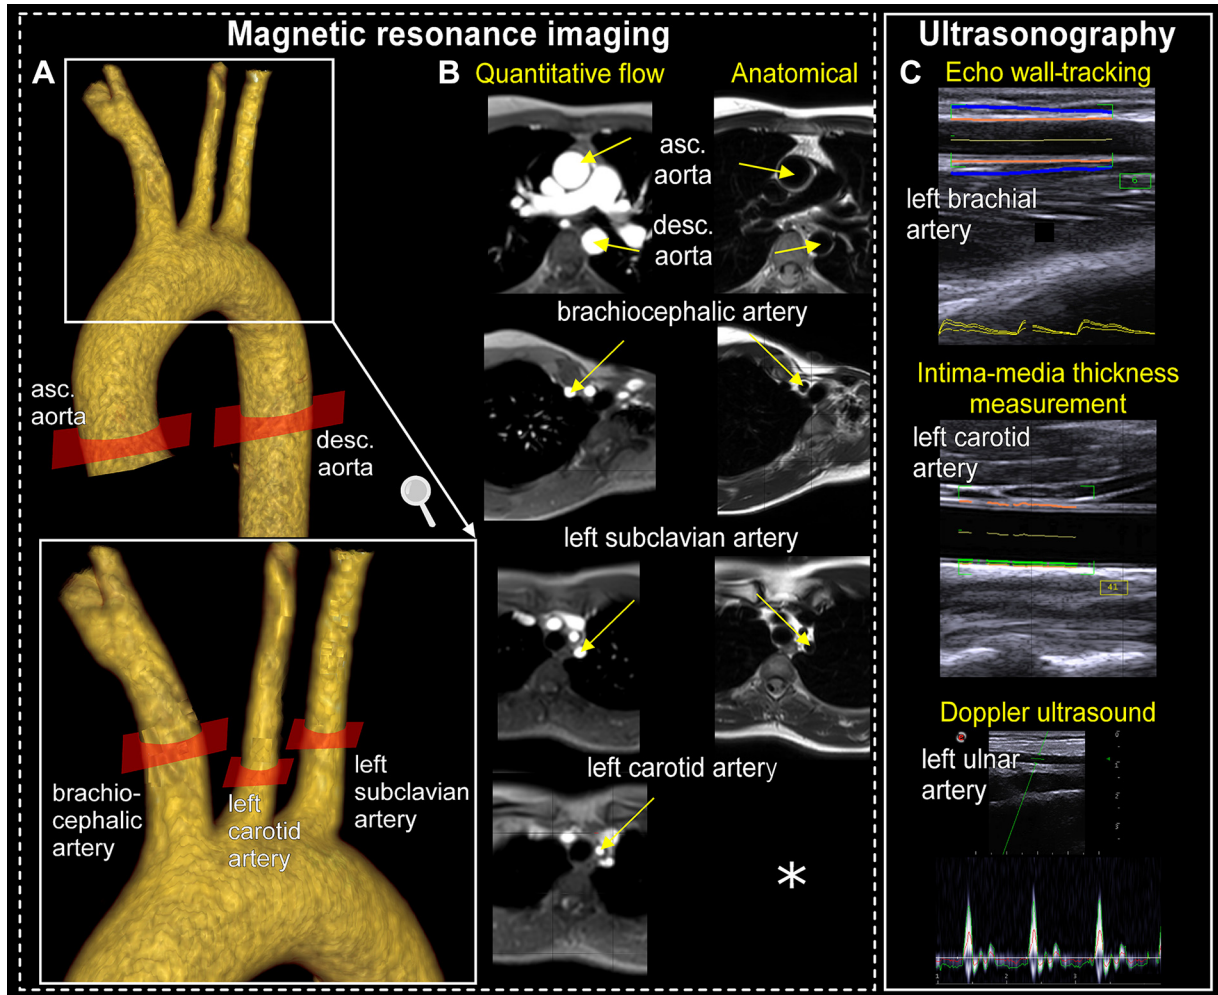 Magnetic resonance imaging
A
asc.
aorta
desc.
aorta
brachio-
cephalic
artery
left
carotid
artery
left
subclavian
artery
B
Quantitative flow
Anatomical
asc.
aorta
desc.
aorta
brachiocephalic artery
left subclavian artery
left carotid artery
*
Ultrasonography
C
Echo wall-tracking
left brachial
artery
6
Intima-media thickness
measurement
left carotid
artery
41
Doppler ultrasound
left ulnar
artery